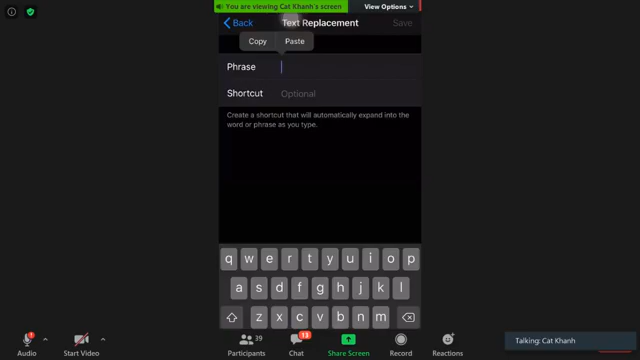 You are viewing Cat Khanh's screen
View Options
Back
Text Replacement
Save
Copy
Paste
Phrase
Shortcut
Optional
Create a shortcut that will automatically expand into the
word or phrase as you type.
q w e r t y u i o p
a s d f g h j k l
z x c v b n m
1
39
13
Audio
Start Video
Participants
Chat
Share Screen
Record
Reactions
Talking: Cat Khanh